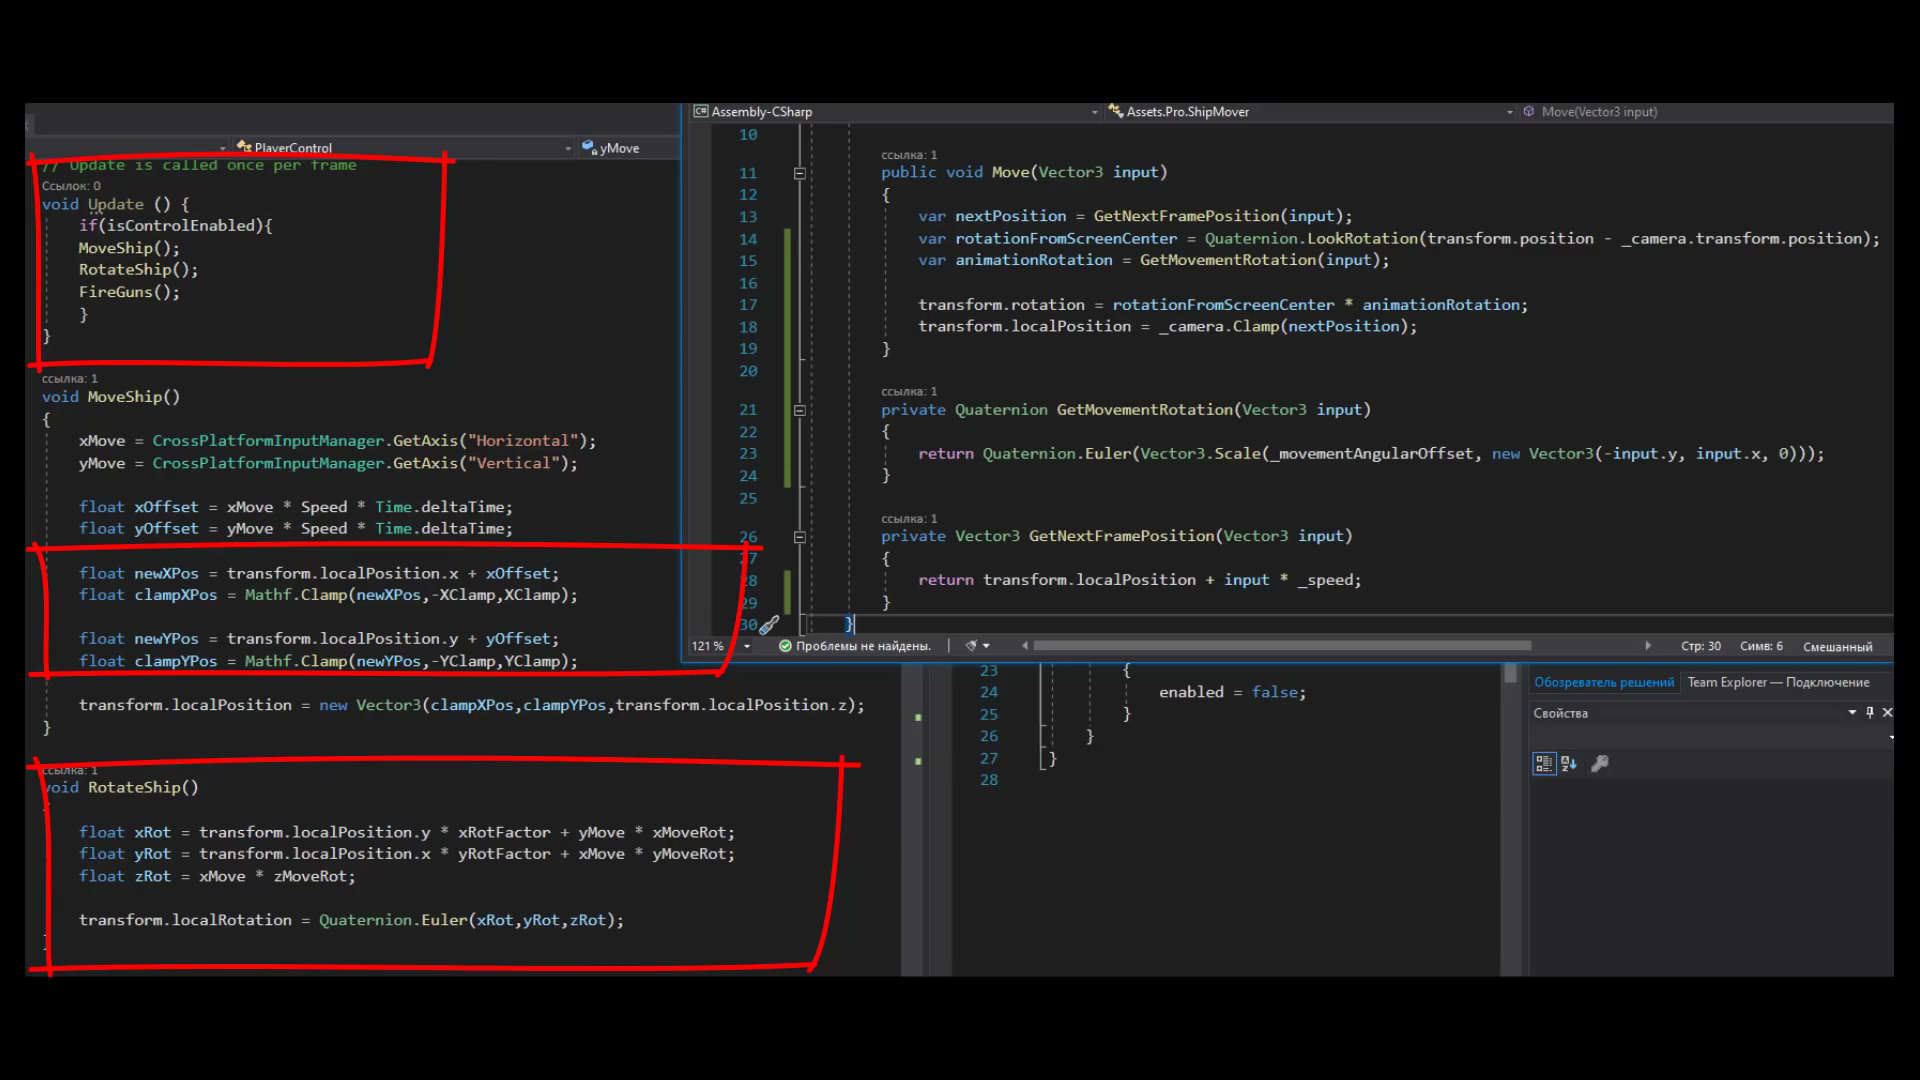 PlayerControl
yMove
// Update is called once per frame
Ссылок: 0
void Update () {
if(isControlEnabled){
MoveShip();
RotateShip();
FireGuns();
}
}
ссылка: 1
void MoveShip()
{
xMove = CrossPlatformInputManager.GetAxis("Horizontal");
yMove = CrossPlatformInputManager.GetAxis("Vertical");
float xOffset = xMove * Speed * Time.deltaTime;
float yOffset = yMove * Speed * Time.deltaTime;
float newXPos = transform.localPosition.x + xOffset;
float clampXPos = Mathf.Clamp(newXPos,-XClamp,XClamp);
float newYPos = transform.localPosition.y + yOffset;
float clampYPos = Mathf.Clamp(newYPos,-YClamp,YClamp);
transform.localPosition = new Vector3(clampXPos,clampYPos,transform.localPosition.z);
}
ссылка: 1
void RotateShip()
float xRot = transform.localPosition.y * xRotFactor + yMove * xMoveRot;
float yRot = transform.localPosition.x * yRotFactor + xMove * yMoveRot;
float zRot = xMove * zMoveRot;
transform.localRotation = Quaternion.Euler(xRot,yRot,zRot);
C# Assembly-CSharp
Assets.Pro.ShipMover
Move(Vector3 input)
10
ссылка: 1
11 public void Move(Vector3 input)
12 {
13 var nextPosition = GetNextFramePosition(input);
14 var rotationFromScreenCenter = Quaternion.LookRotation(transform.position - _camera.transform.position);
15 var animationRotation = GetMovementRotation(input);
16
17 transform.rotation = rotationFromScreenCenter * animationRotation;
18 transform.localPosition = _camera.Clamp(nextPosition);
19 }
20
ссылка: 1
21 private Quaternion GetMovementRotation(Vector3 input)
22 {
23 return Quaternion.Euler(Vector3.Scale(_movementAngularOffset, new Vector3(-input.y, input.x, 0)));
24 }
25
ссылка: 1
26 private Vector3 GetNextFramePosition(Vector3 input)
27 {
28 return transform.localPosition + input * _speed;
29 }
30 }
121 %
Проблемы не найдены.
Стр: 30
Симв: 6
Смешанный
23 {
24 enabled = false;
25 }
26 }
27 }
28
Обозреватель решений
Team Explorer — Подключение
Свойства